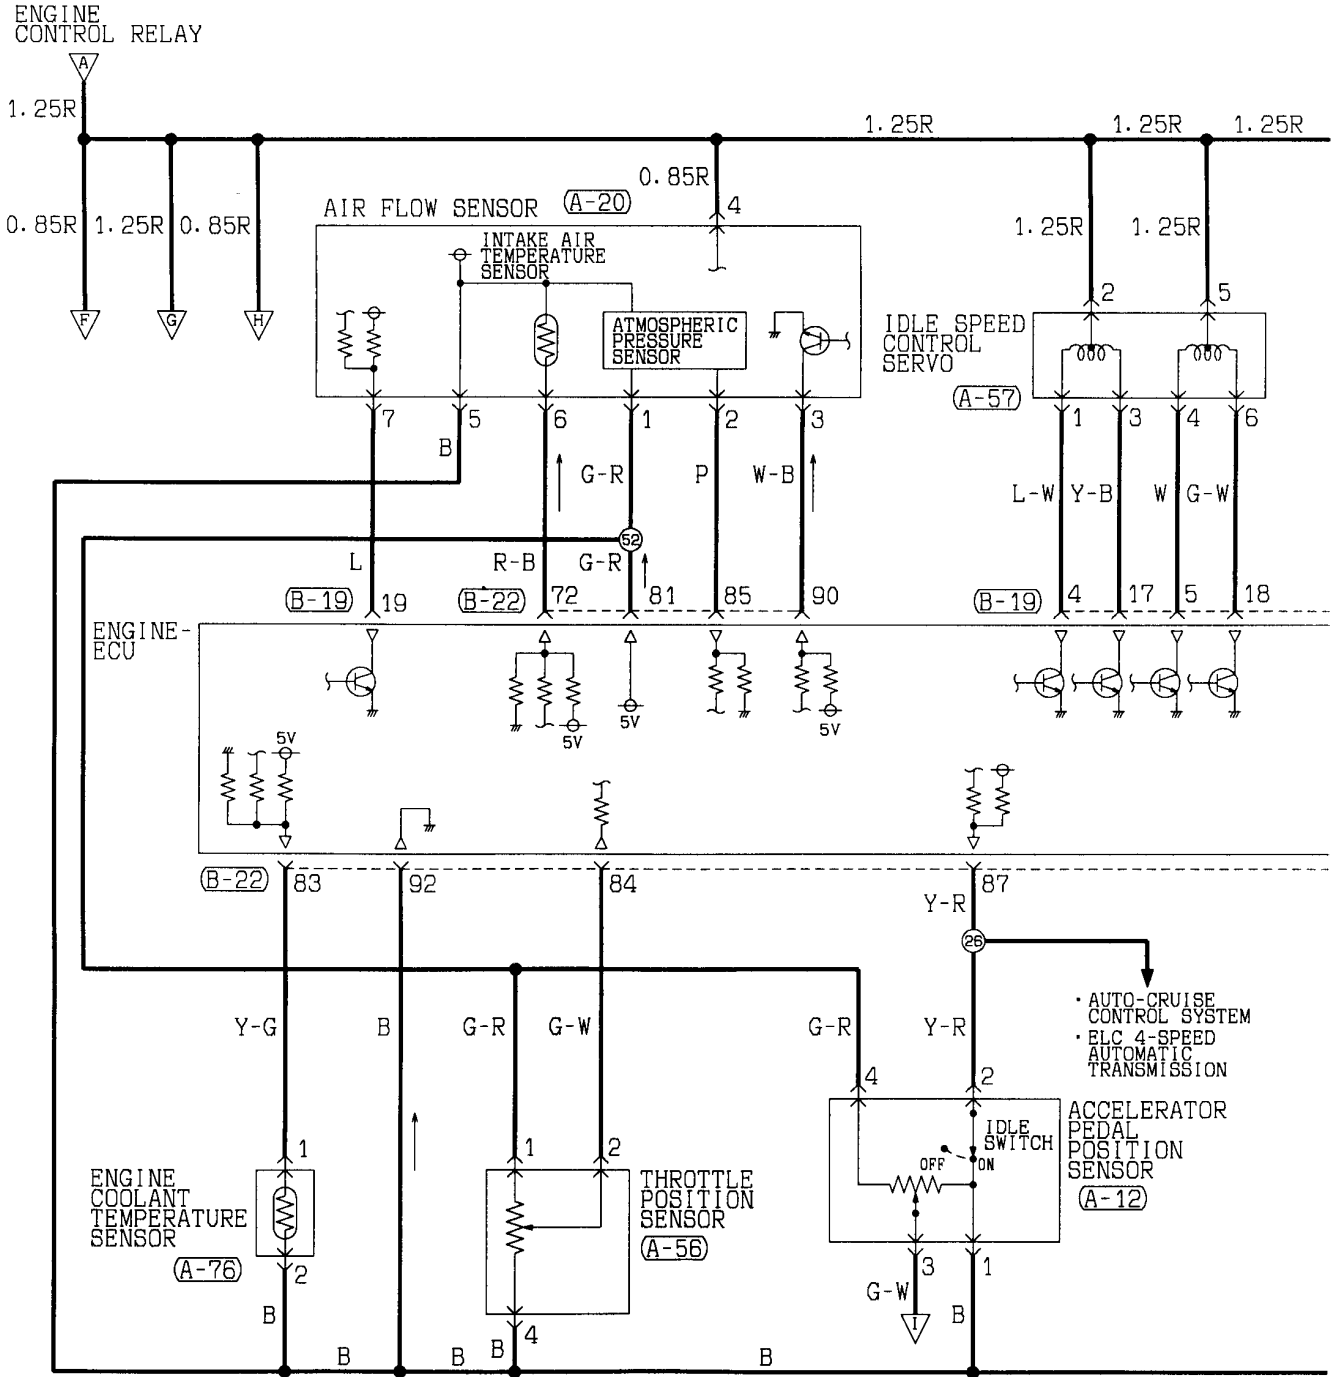 ENGINE
CONTROL RELAY
A
1.25R
1.25R
1.25R
1.25R
0.85R
1.25R
0.85R
0.85R
AIR FLOW SENSOR
A-20
4
1.25R
1.25R
INTAKE AIR
TEMPERATURE
SENSOR
F
G
H
ATMOSPHERIC
PRESSURE
SENSOR
IDLE SPEED
CONTROL
SERVO
2
5
A-57
7
5
6
1
2
3
1
3
4
6
B
G-R
P
W-B
L-W
Y-B
W
G-W
52
L
R-B
G-R
B-19
19
B-22
72
81
85
90
B-19
4
17
5
18
ENGINE-
ECU
5V
5V
5V
5V
B-22
83
92
84
87
Y-R
26
· AUTO-CRUISE
CONTROL SYSTEM
· ELC 4-SPEED
AUTOMATIC
TRANSMISSION
Y-G
B
G-R
G-W
G-R
Y-R
4
2
IDLE
SWITCH
OFF
ON
ACCELERATOR
PEDAL
POSITION
SENSOR
A-12
1
1
2
ENGINE
COOLANT
TEMPERATURE
SENSOR
A-76
THROTTLE
POSITION
SENSOR
A-56
2
3
1
G-W
B
I
B
4
B
B
B
B